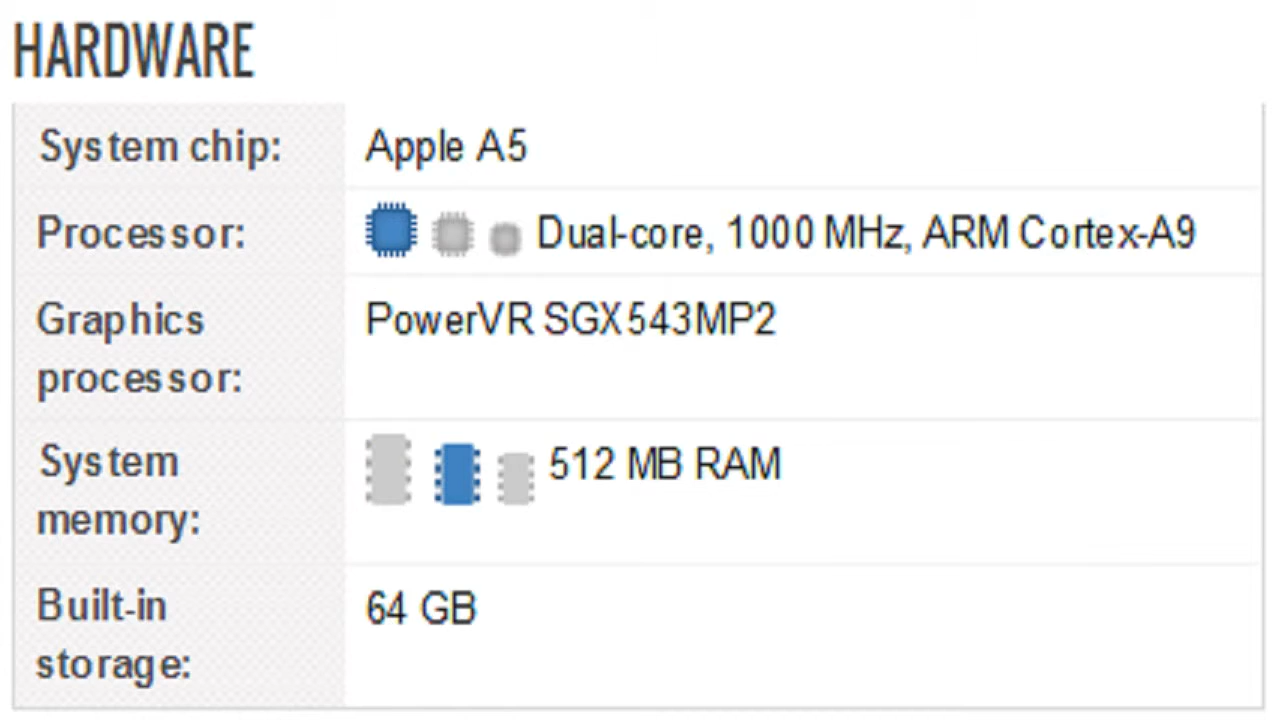 HARDWARE
System chip: Apple A5
Processor: Dual-core, 1000 MHz, ARM Cortex-A9
Graphics PowerVR SGX543MP2
processor:
System 512 MB RAM
memory:
Built-in 64 GB
storage: